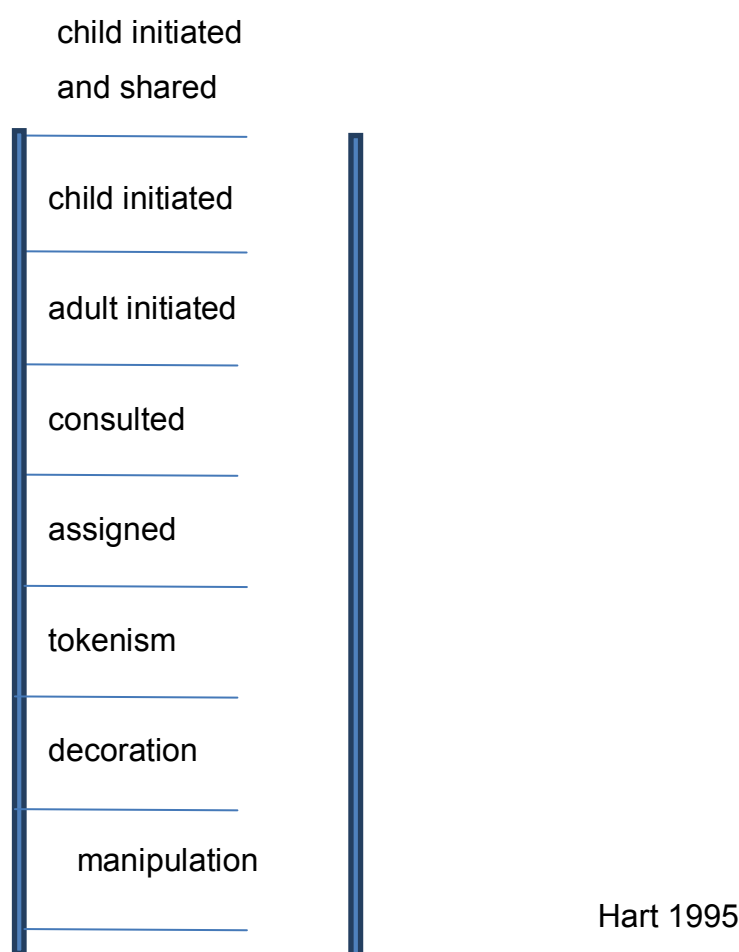 child initiated
and shared
child initiated
adult initiated
consulted
assigned
tokenism
decoration
manipulation
Hart 1995